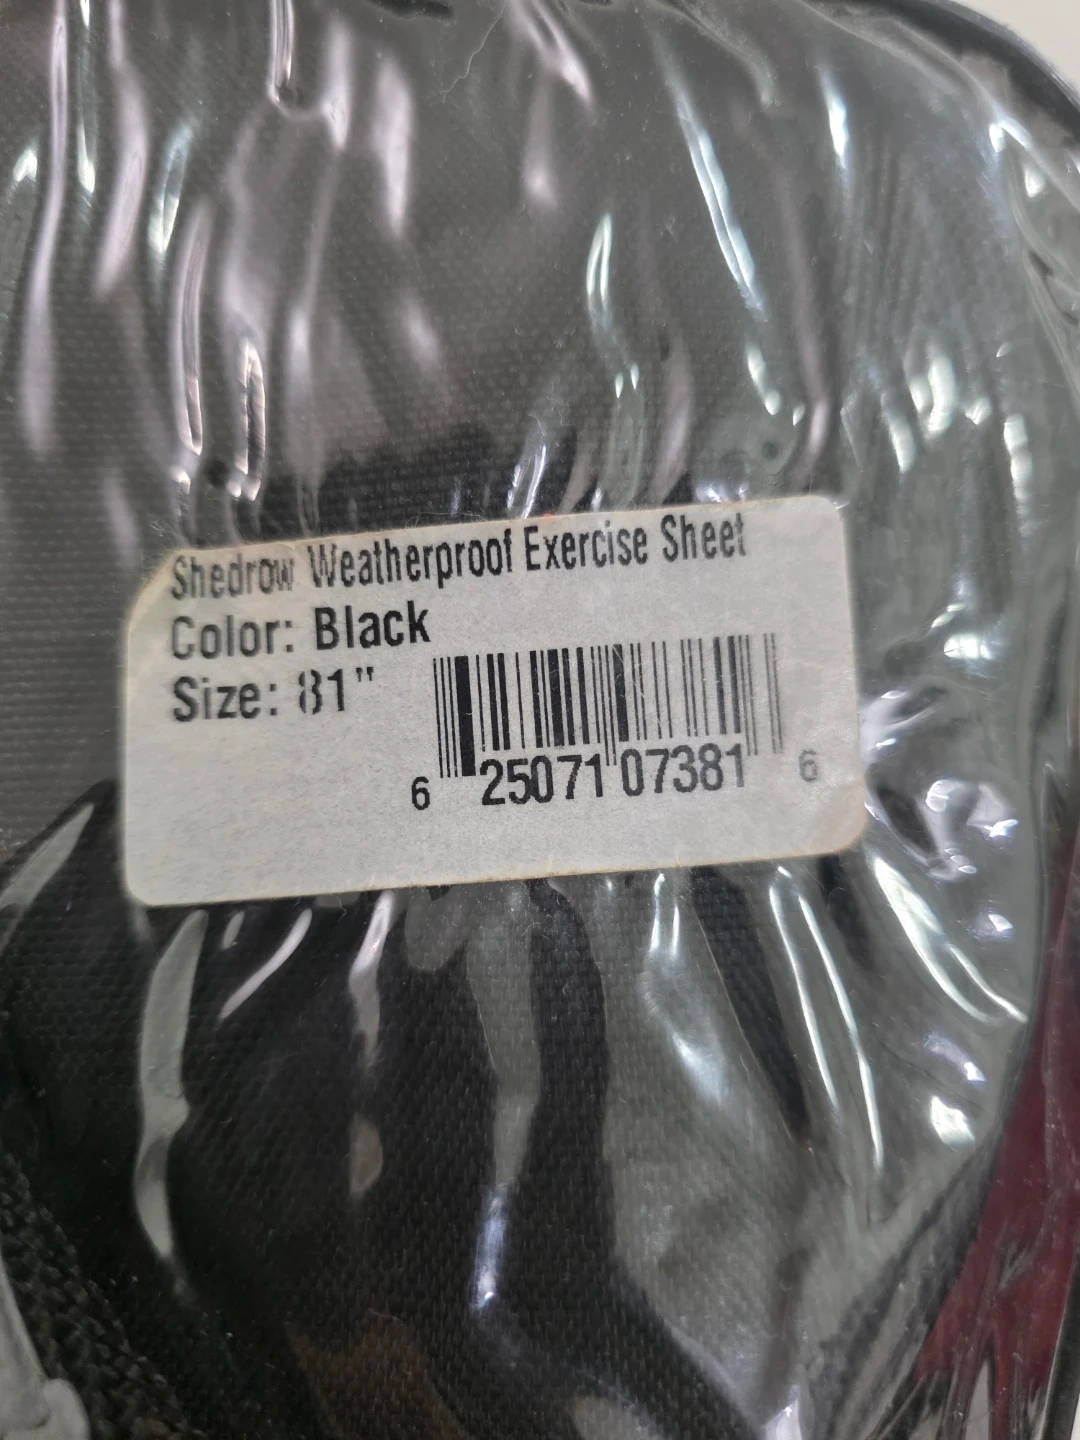 Shedrow Weatherproof Exercise Sheet
Color: Black
Size: 81"
6 25071 07381 6